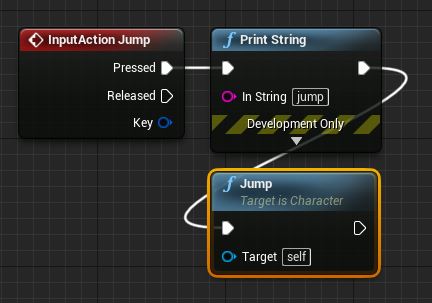 InputAction Jump
Pressed
Released
Key
f Print String
In String jump
Development Only
f Jump
Target is Character
Target self